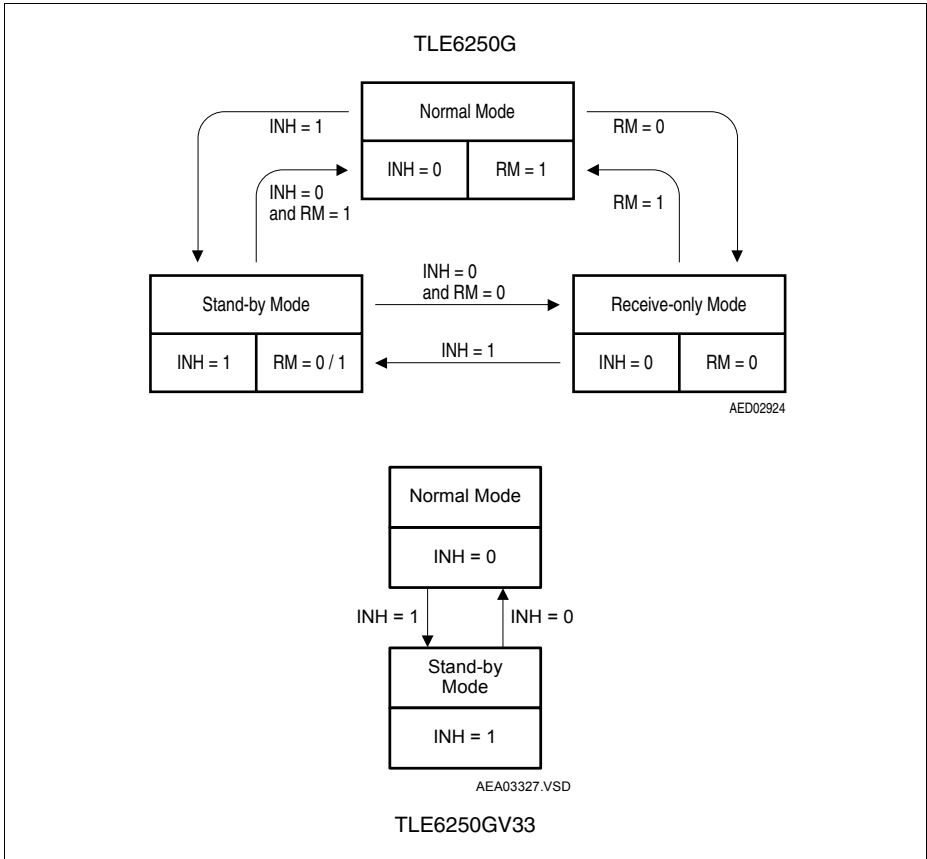 TLE6250G
Normal Mode
INH = 0
RM = 1
INH = 1
RM = 0
INH = 0
and RM = 1
RM = 1
INH = 0
and RM = 0
INH = 1
Stand-by Mode
INH = 1
RM = 0 / 1
Receive-only Mode
INH = 0
RM = 0
AED02924
Normal Mode
INH = 0
INH = 1
INH = 0
Stand-by
Mode
INH = 1
AEA03327.VSD
TLE6250GV33